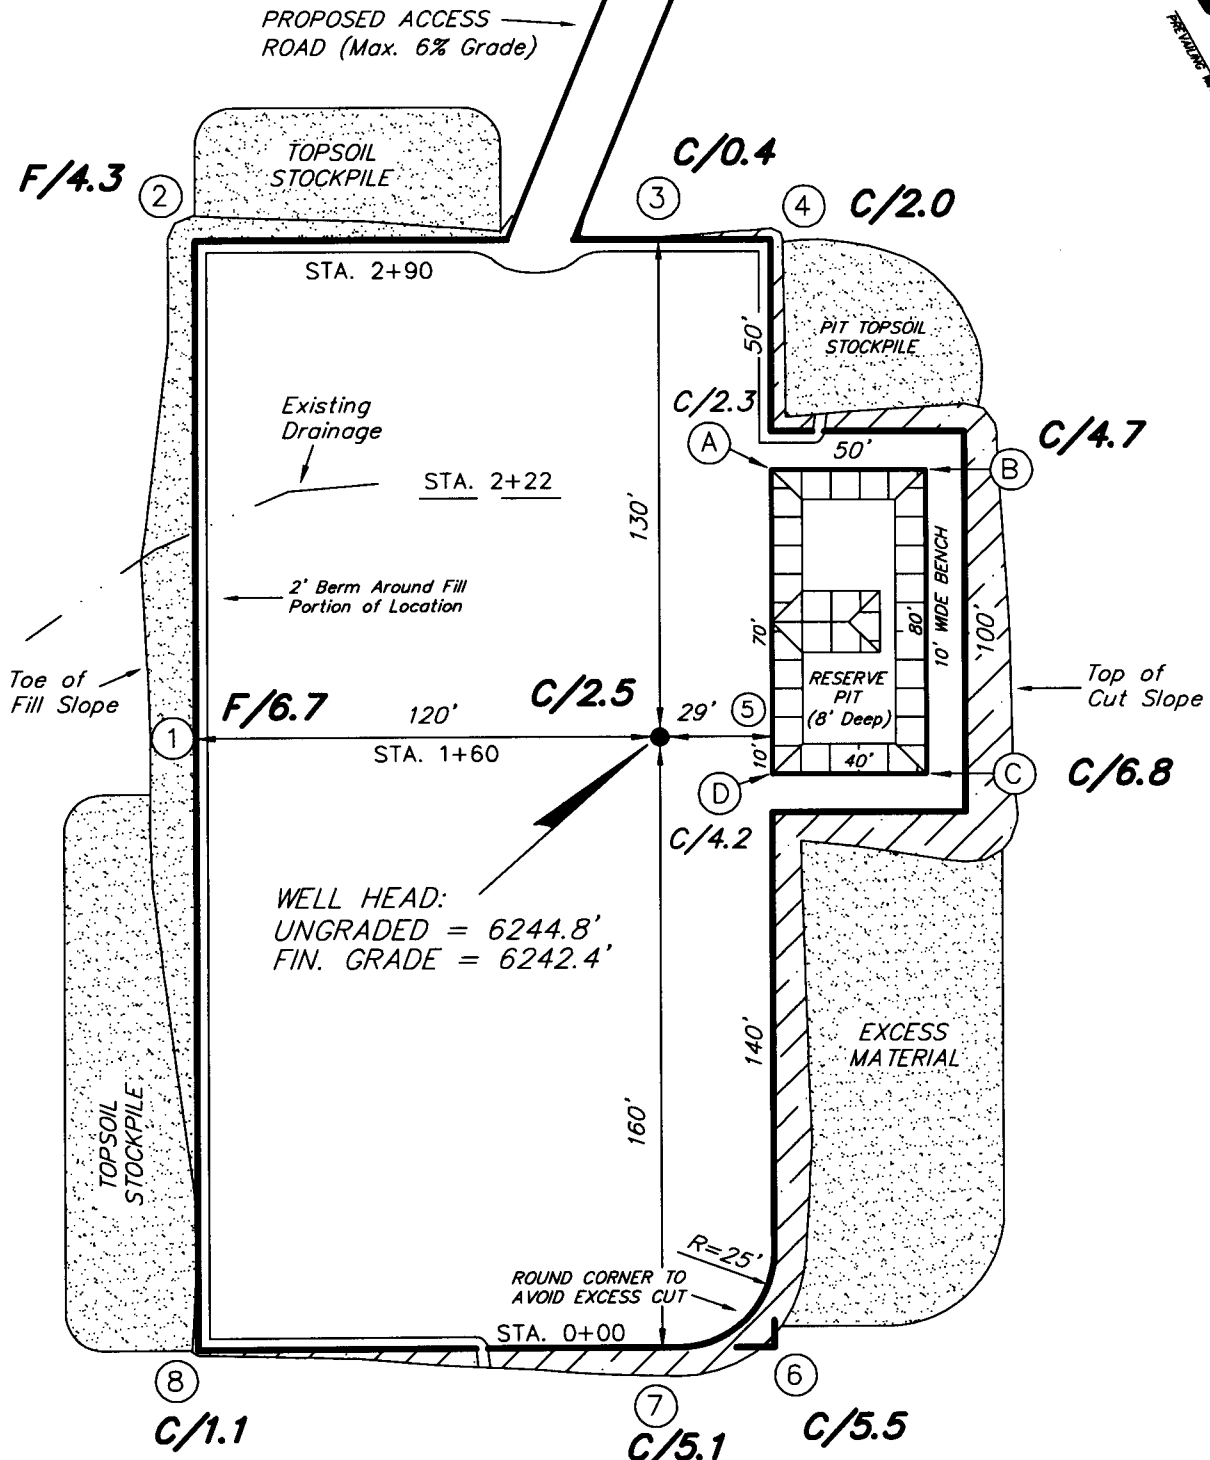 PROPOSED ACCESS
ROAD (Max. 6% Grade)
PREVAILING
F/4.3
2
TOPSOIL
STOCKPILE
C/0.4
3
4
C/2.0
STA. 2+90
50'
PIT TOPSOIL
STOCKPILE
Existing
Drainage
C/2.3
A
50'
C/4.7
B
STA. 2+22
130'
2' Berm Around Fill
Portion of Location
70'
80'
10' WIDE BENCH
100'
Toe of
Fill Slope
RESERVE
PIT
(8' Deep)
Top of
Cut Slope
F/6.7
120'
C/2.5
29'
5
1
STA. 1+60
10'
40'
C
C/6.8
D
C/4.2
WELL HEAD:
UNGRADED = 6244.8'
FIN. GRADE = 6242.4'
140'
EXCESS
MATERIAL
160'
TOPSOIL
STOCKPILE
R=25'
ROUND CORNER TO
AVOID EXCESS CUT
STA. 0+00
8
C/1.1
7
C/5.1
6
C/5.5